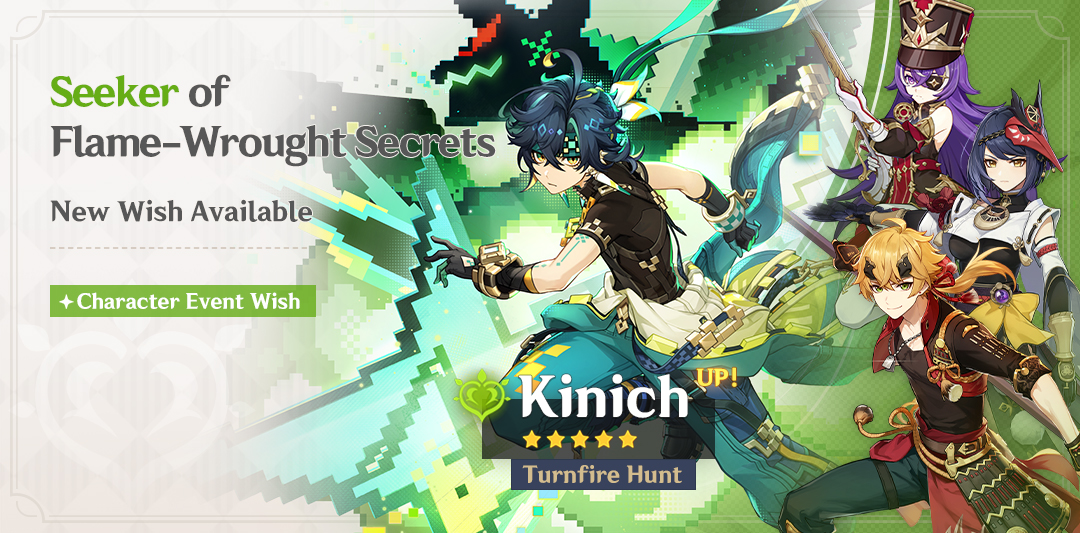 Seeker of
Flame-Wrought Secrets
New Wish Available
Character Event Wish
Kinich UP!
Turnfire Hunt